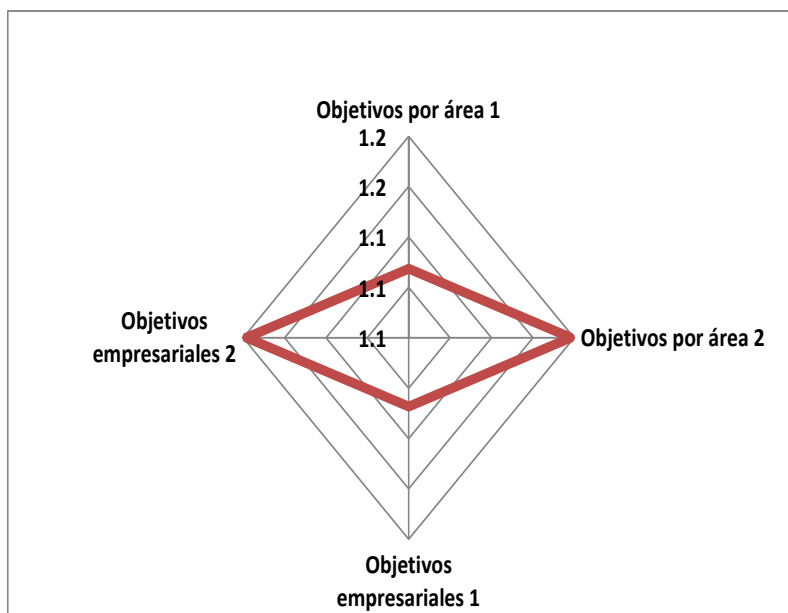 Objetivos por área 1
1.2
1.2
1.1
1.1
1.1
Objetivos por área 2
Objetivos
empresariales 1
Objetivos
empresariales 2